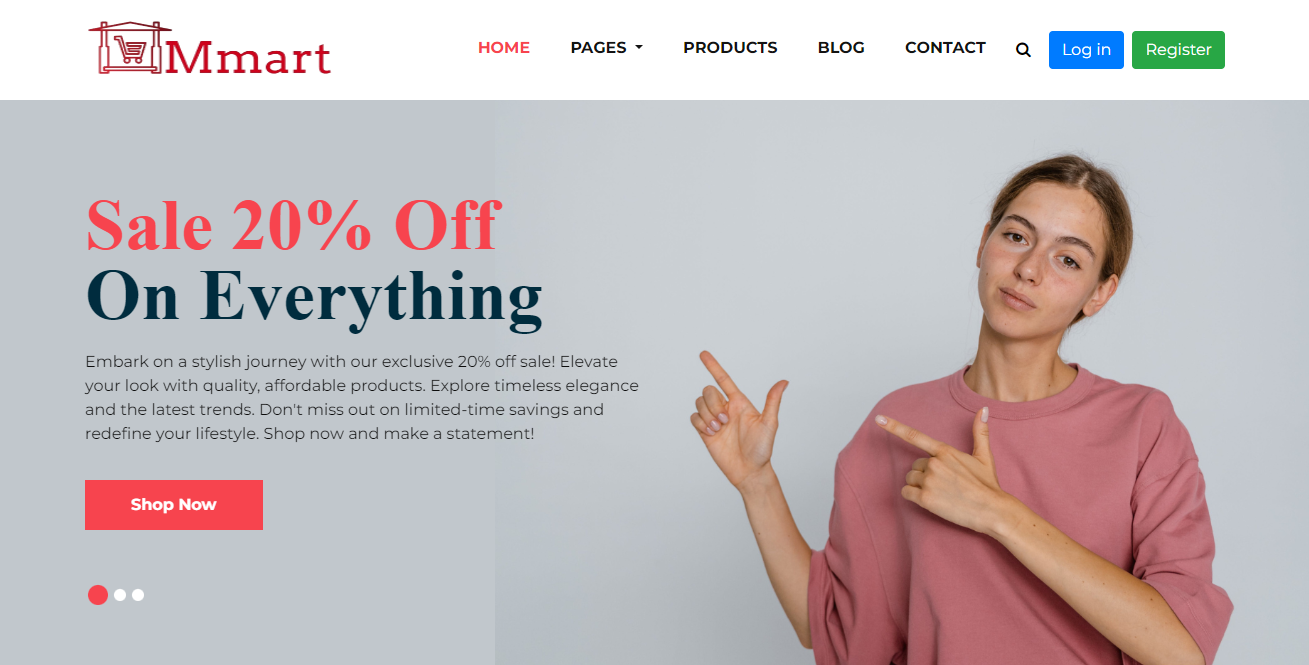 Mmart
HOME PAGES PRODUCTS BLOG CONTACT Log in Register
Sale 20% Off
On Everything
Embark on a stylish journey with our exclusive 20% off sale! Elevate
your look with quality, affordable products. Explore timeless elegance
and the latest trends. Don't miss out on limited-time savings and
redefine your lifestyle. Shop now and make a statement!
Shop Now